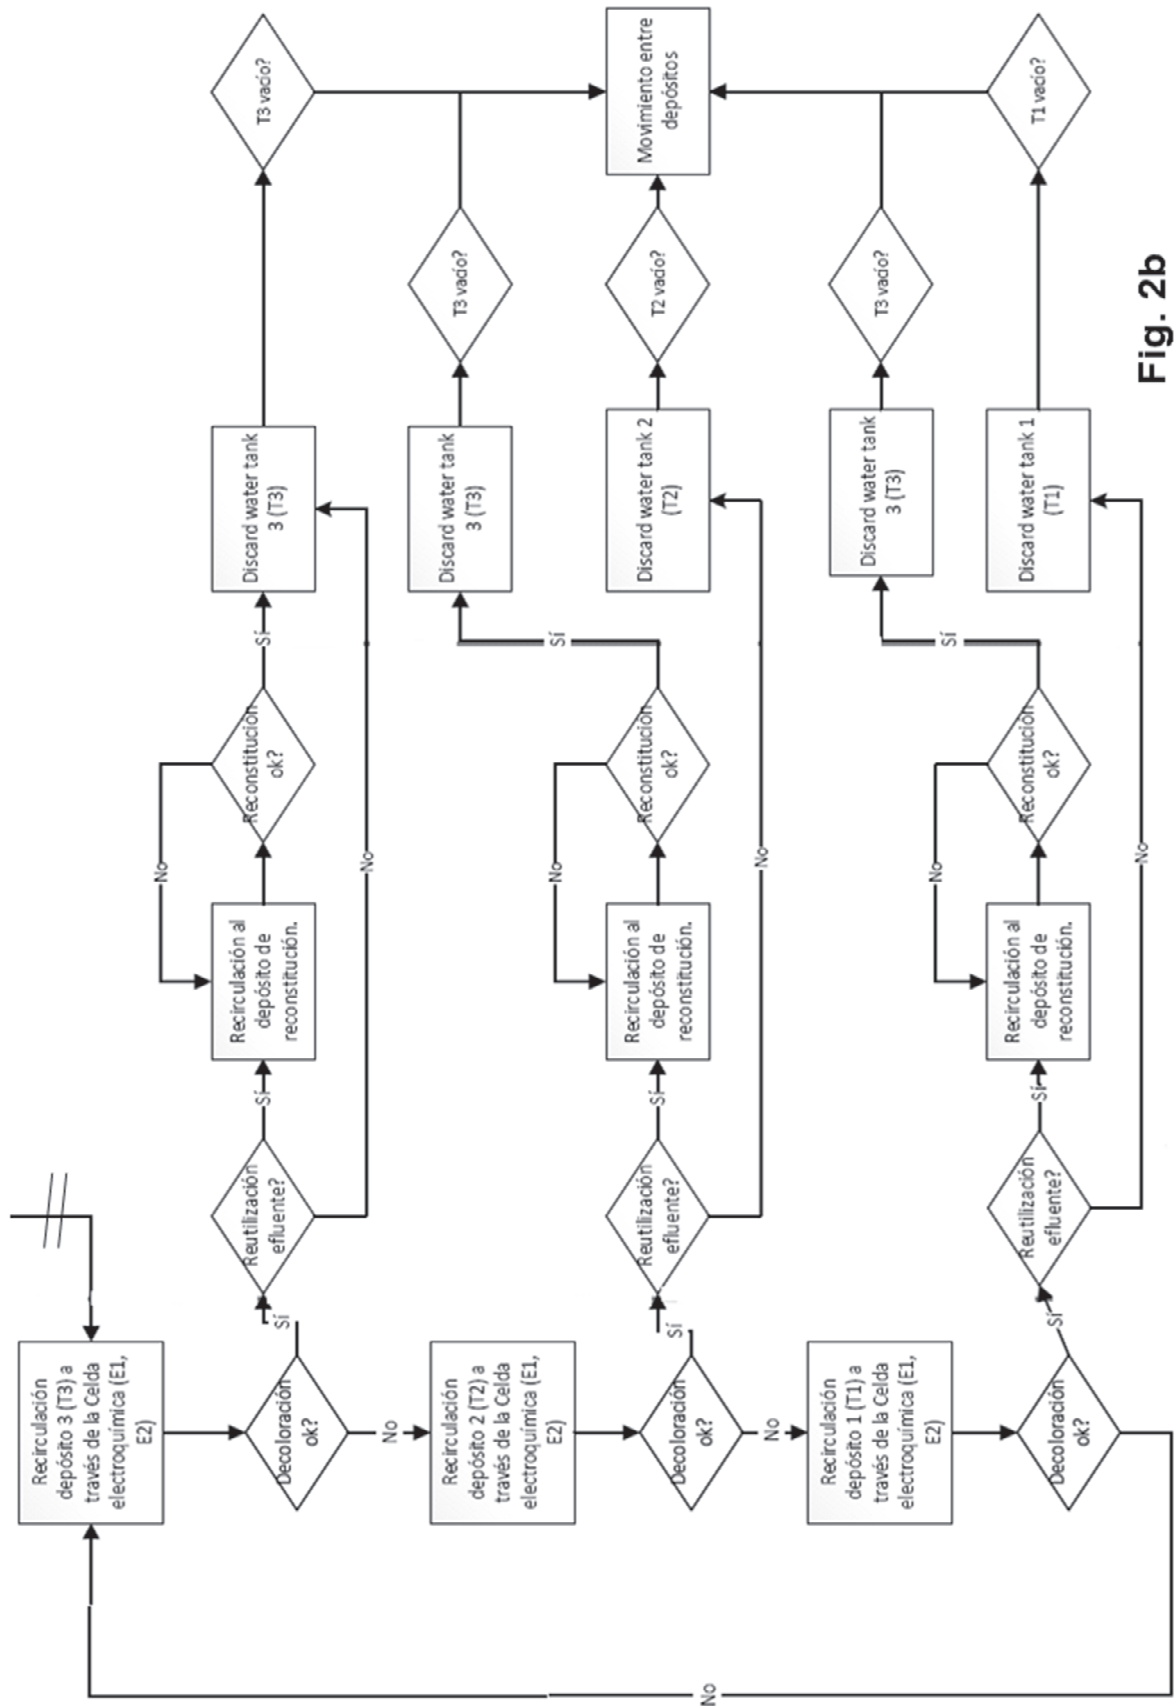 Recirculación
depósito 3 (T3) a
través de la Celda
electroquímica (E1,
E2)
Decoloración
ok?
Sí
Reutilización
efluente?
Sí
Recirculación al
depósito de
reconstitución.
No
Reconstitución
ok?
Sí
No
Discard water tank
3 (T3)
T3 vacío?
No
Recirculación
depósito 2 (T2) a
través de la Celda
electroquímica (E1,
E2)
Decoloración
ok?
Sí
Reutilización
efluente?
Sí
Recirculación al
depósito de
reconstitución.
No
Reconstitución
ok?
Sí
No
Discard water tank
3 (T3)
T3 vacío?
Discard water tank 2
(T2)
T2 vacío?
Movimiento entre
depósitos
No
Recirculación
depósito 1 (T1) a
través de la Celda
electroquímica (E1,
E2)
Decoloración
ok?
Sí
Reutilización
efluente?
Sí
Recirculación al
depósito de
reconstitución.
No
Reconstitución
ok?
Sí
No
Discard water tank
3 (T3)
T3 vacío?
Discard water tank 1
(T1)
T1 vacío?
No
Fig. 2b